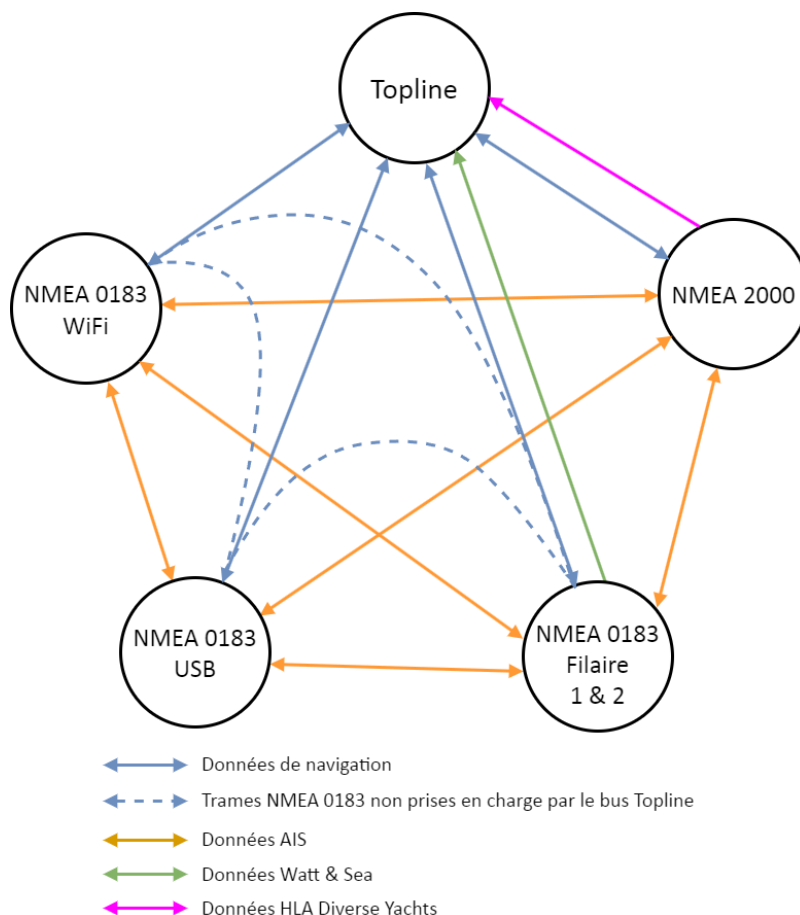 Topline
NMEA 0183
WiFi
NMEA 2000
NMEA 0183
USB
NMEA 0183
Filaire
1 & 2
Données de navigation
Trames NMEA 0183 non prises en charge par le bus Topline
Données AIS
Données Watt & Sea
Données HLA Diverse Yachts